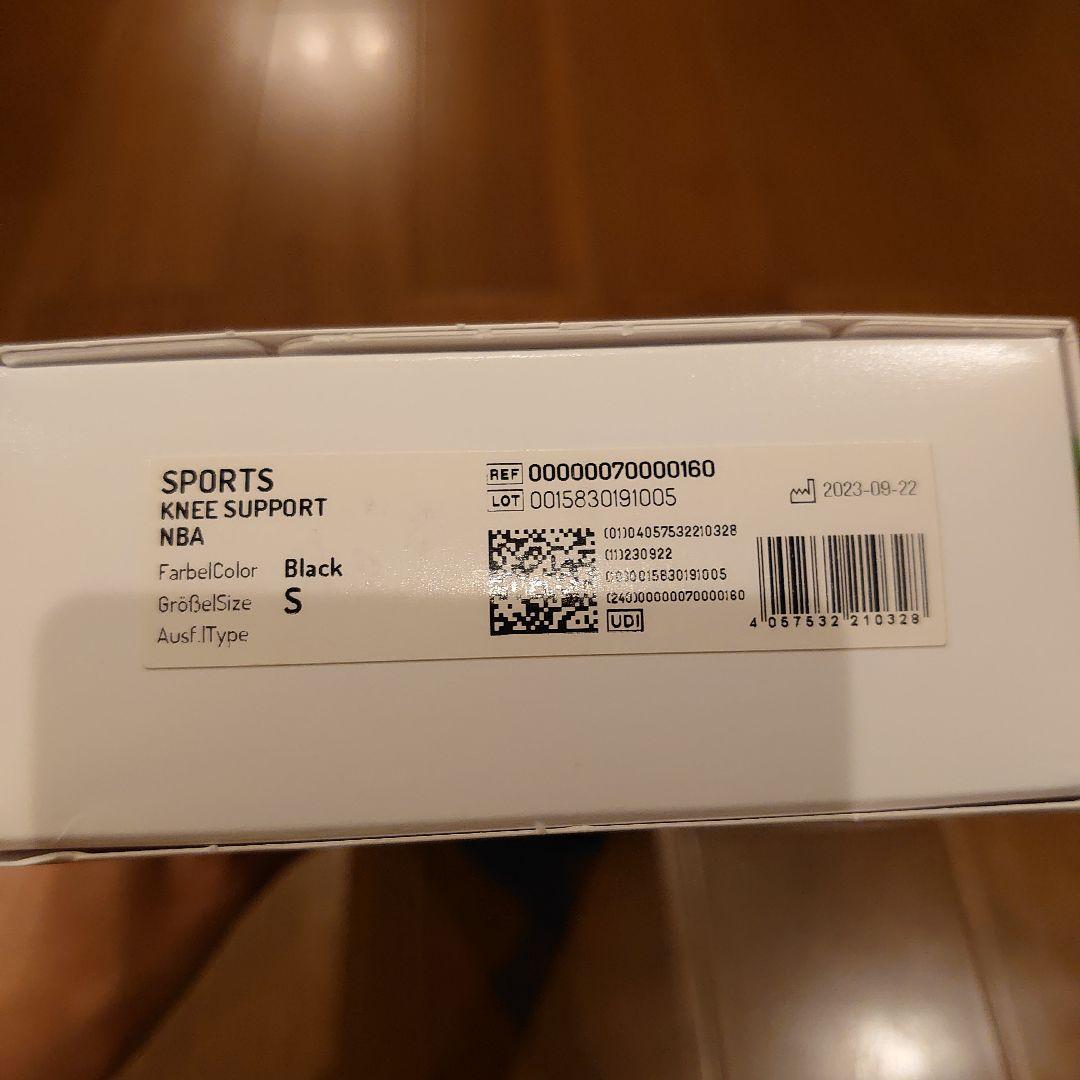 SPORTS
KNEE SUPPORT
NBA
Farbe|Color Black
Größe|Size S
Ausf.|Type
REF 00000070000160
LOT 0015830191005
2023-09-22
(01)04057532210328
(11)230922
(10)0015830191005
(240)00000070000160
UDI
4 057532 210328